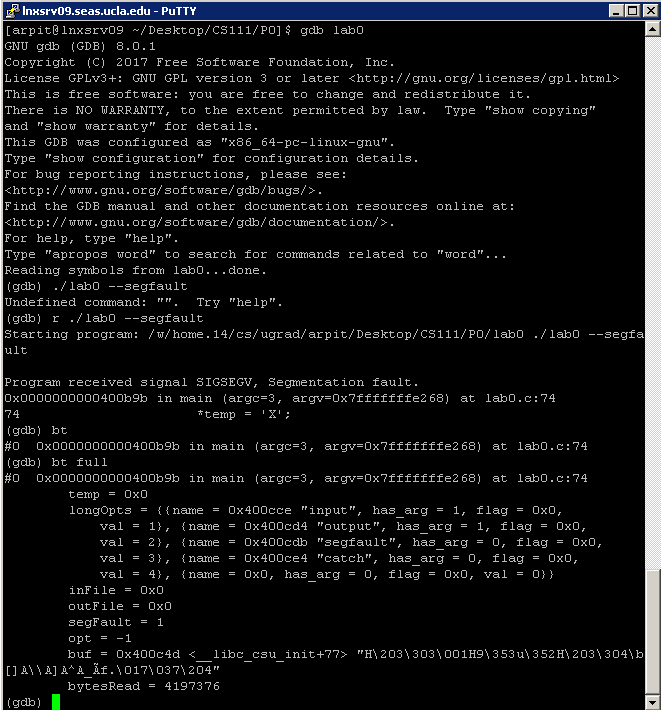 lnxsrv09.seas.ucla.edu - PuTTY
[arpit@lnxsrv09 ~/Desktop/CS111/P0]$ gdb lab0
GNU gdb (GDB) 8.0.1
Copyright (C) 2017 Free Software Foundation, Inc.
License GPLv3+: GNU GPL version 3 or later <http://gnu.org/licenses/gpl.html>
This is free software: you are free to change and redistribute it.
There is NO WARRANTY, to the extent permitted by law.  Type "show copying"
and "show warranty" for details.
This GDB was configured as "x86_64-pc-linux-gnu".
Type "show configuration" for configuration details.
For bug reporting instructions, please see:
<http://www.gnu.org/software/gdb/bugs/>.
Find the GDB manual and other documentation resources online at:
<http://www.gnu.org/software/gdb/documentation/>.
For help, type "help".
Type "apropos word" to search for commands related to "word"...
Reading symbols from lab0...done.
(gdb) ./lab0 --segfault
Undefined command: "".  Try "help".
(gdb) r ./lab0 --segfault
Starting program: /w/home.14/cs/ugrad/arpit/Desktop/CS111/P0/lab0 ./lab0 --segfa
ult
Program received signal SIGSEGV, Segmentation fault.
0x0000000000400b9b in main (argc=3, argv=0x7fffffffe268) at lab0.c:74
74                      *temp = 'X';
(gdb) bt
#0  0x0000000000400b9b in main (argc=3, argv=0x7fffffffe268) at lab0.c:74
(gdb) bt full
#0  0x0000000000400b9b in main (argc=3, argv=0x7fffffffe268) at lab0.c:74
        temp = 0x0
        longOpts = {{name = 0x400cce "input", has_arg = 1, flag = 0x0,
            val = 1}, {name = 0x400cd4 "output", has_arg = 1, flag = 0x0,
            val = 2}, {name = 0x400cdb "segfault", has_arg = 0, flag = 0x0,
            val = 3}, {name = 0x400ce4 "catch", has_arg = 0, flag = 0x0,
            val = 4}, {name = 0x0, has_arg = 0, flag = 0x0, val = 0}}
        inFile = 0x0
        outFile = 0x0
        segFault = 1
        opt = -1
        buf = 0x400c4d <__libc_csu_init+77> "H\203\303\001H9\353u\352H\203\304\b
[]A\\A]A^A_Ãf.\017\037\204"
        bytesRead = 4197376
(gdb)